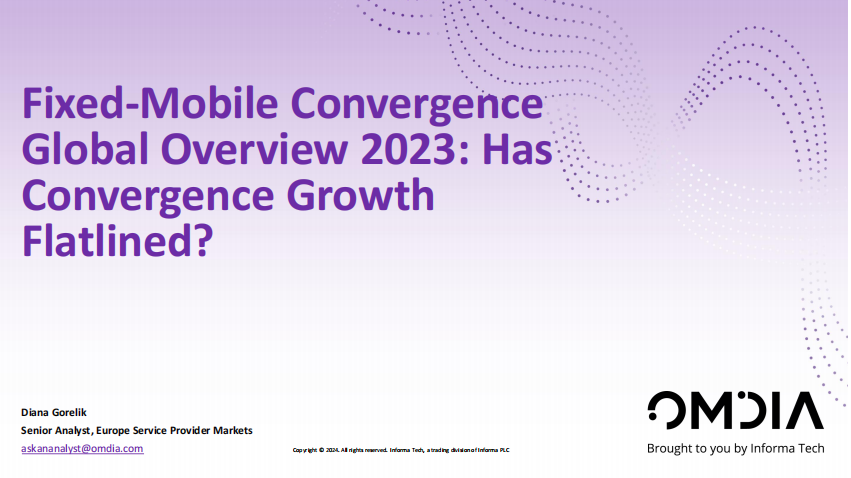 Fixed-Mobile Convergence
Global Overview 2023: Has
Convergence Growth
Flatlined?
Diana Gorelik
Senior Analyst, Europe Service Provider Markets
askananalyst@omdia.com
Copyright © 2024. All rights reserved. Informa Tech, a trading division of Informa PLC
OMDIA
Brought to you by Informa Tech